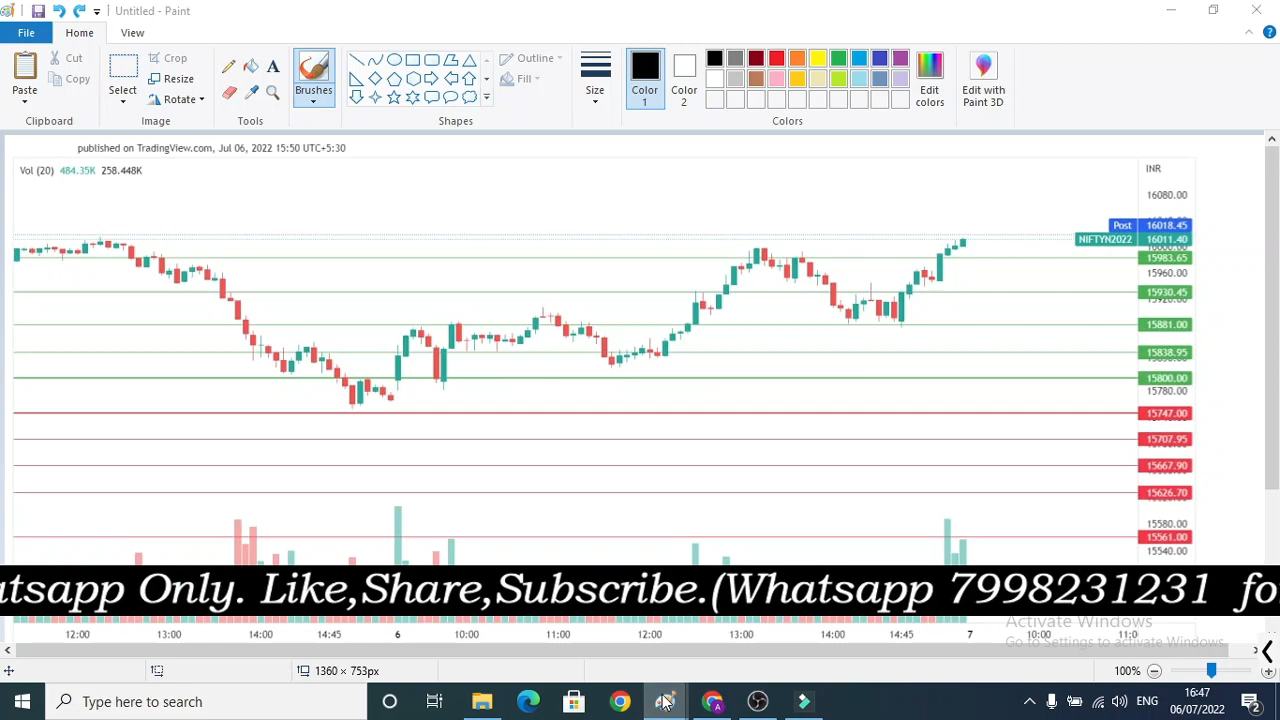 Untitled - Paint
File
Home
View
Paste
Cut
Copy
Clipboard
Select
Crop
Resize
Rotate
Image
Tools
Brushes
Shapes
Outline
Fill
Size
Color 1
Color 2
Colors
Edit colors
Edit with Paint 3D
published on TradingView.com, Jul 06, 2022 15:50 UTC+5:30
Vol (20) 484.35K 258.448K
INR
16080.00
Post 16018.45
NIFTYN2022 16011.40
15983.65
15960.00
15930.45
15920.00
15881.00
15838.95
15800.00
15780.00
15747.00
15707.95
15667.90
15626.70
15580.00
15561.00
15540.00
atsapp Only. Like,Share,Subscribe.(Whatsapp 7998231231 fo
12:00 13:00 14:00 14:45 6 10:00 11:00 12:00 13:00 14:00 14:45 7 10:00 11:0
Activate Windows
Go to Settings to activate Windows.
1360 × 753px
100%
Type here to search
ENG
16:47
06/07/2022
2